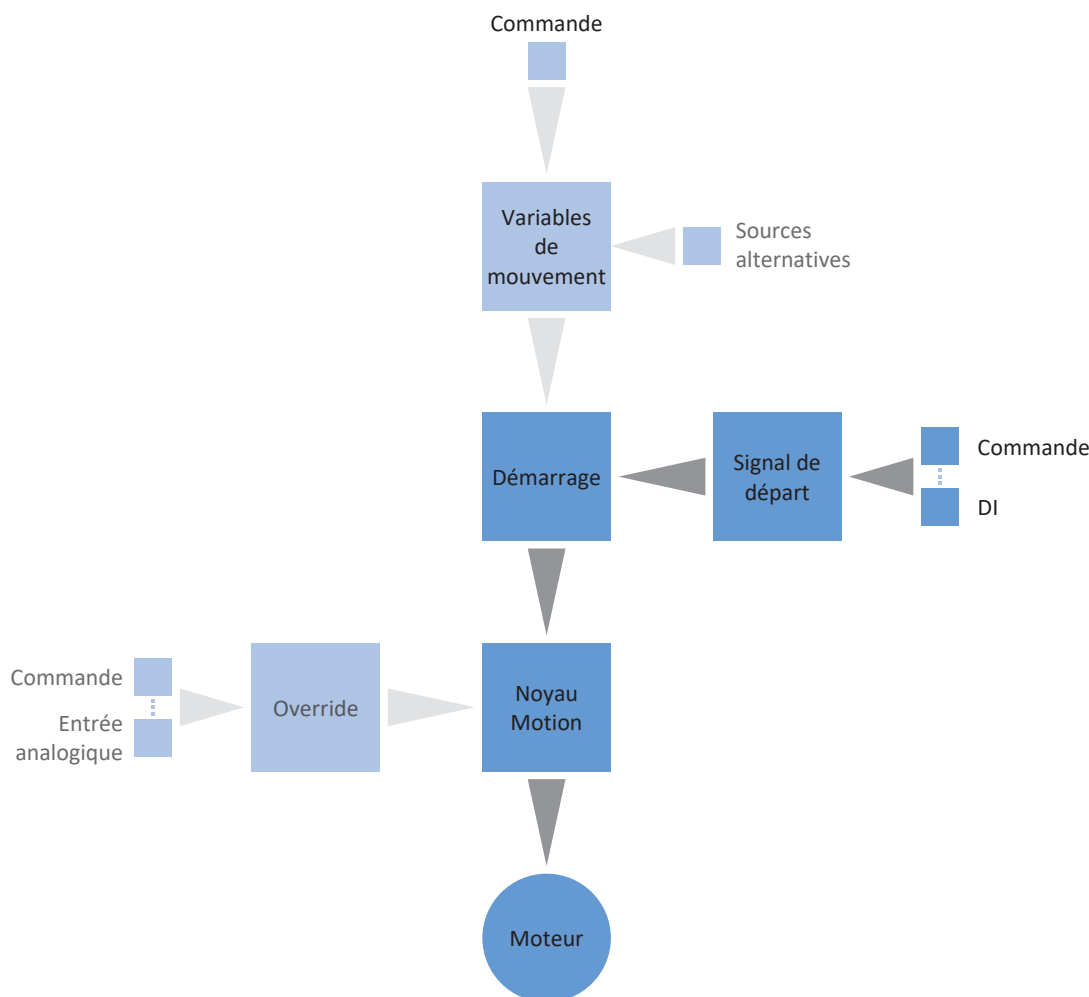 Commande
Variables
de
mouvement
Sources
alternatives
Démarrage
Signal de
départ
Commande
DI
Commande
Entrée
analogique
Override
Noyau
Motion
Moteur